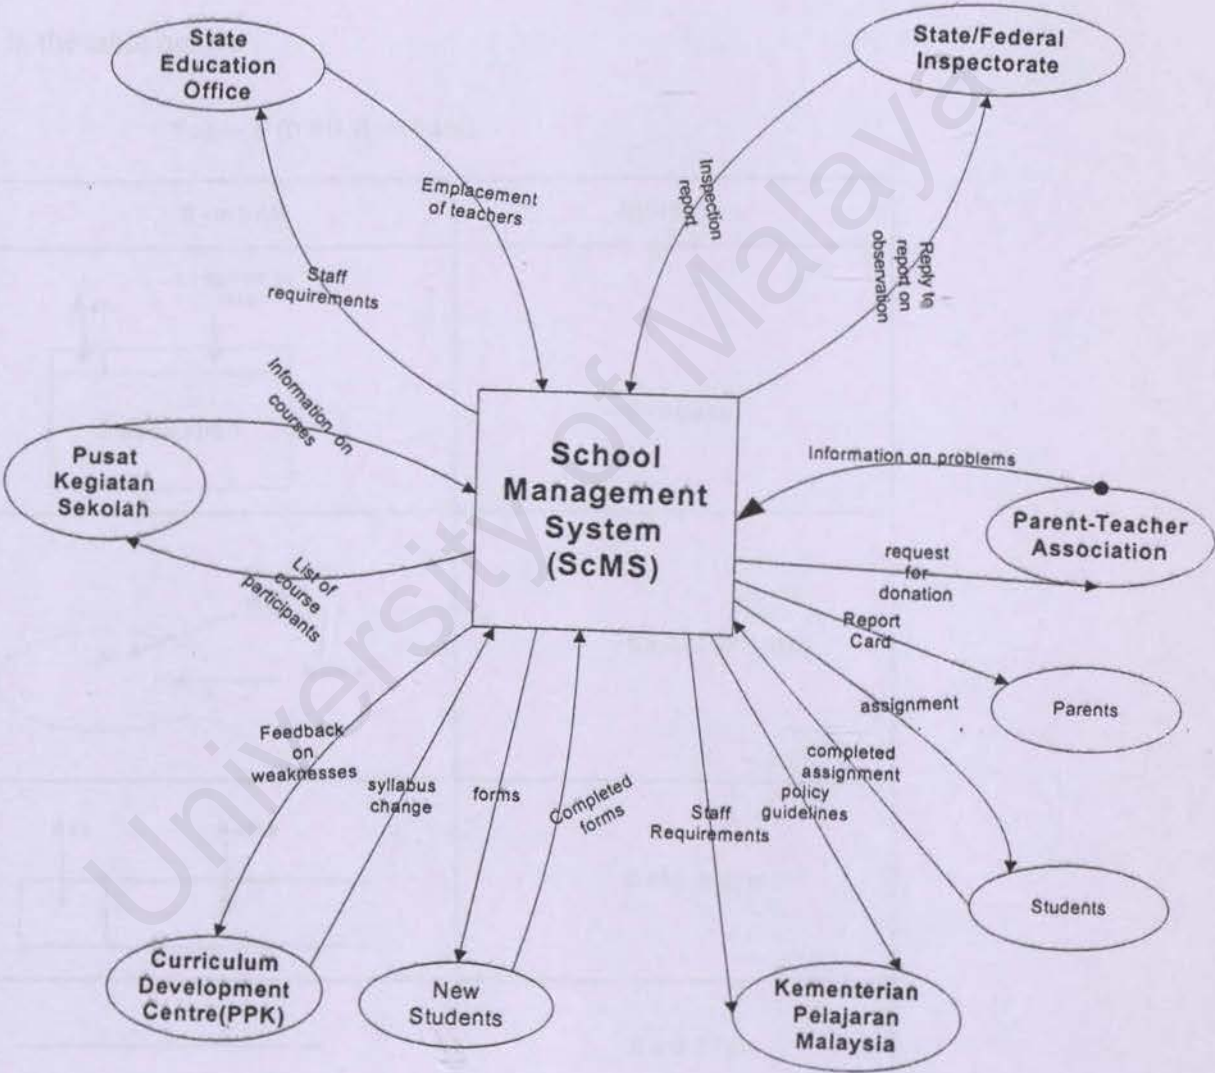 State
Education
Office
State/Federal
Inspectorate
Emplacement
of teachers
Inspection
report
Reply to
report on
observation
Staff
requirements
Information on
courses
Pusat
Kegiatan
Sekolah
School
Management
System
(ScMS)
Information on problems
Parent-Teacher
Association
request
for
donation
List of
course
participants
Report
Card
Parents
assignment
Feedback
on
weaknesses
syllabus
change
forms
Completed
forms
Staff
Requirements
completed
assignment
policy
guidelines
Students
Curriculum
Development
Centre(PPK)
New
Students
Kementerian
Pelajaran
Malaysia
University of Malaya